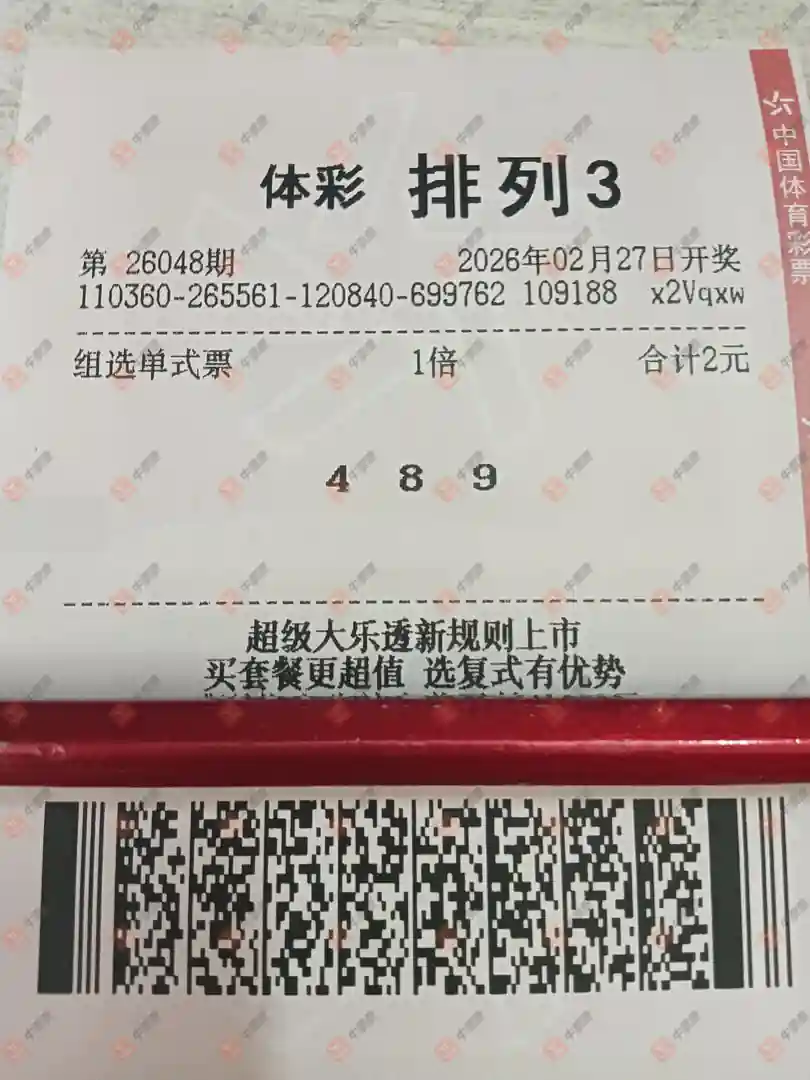 体彩 排列3
第 26048期 2026年02月27日开奖
110360-265561-120840-699762 109188 x2Vqxw
组选单式票 1倍 合计2元
4 8 9
超级大乐透新规则上市
买套餐更超值 选复式有优势
中国体育彩票